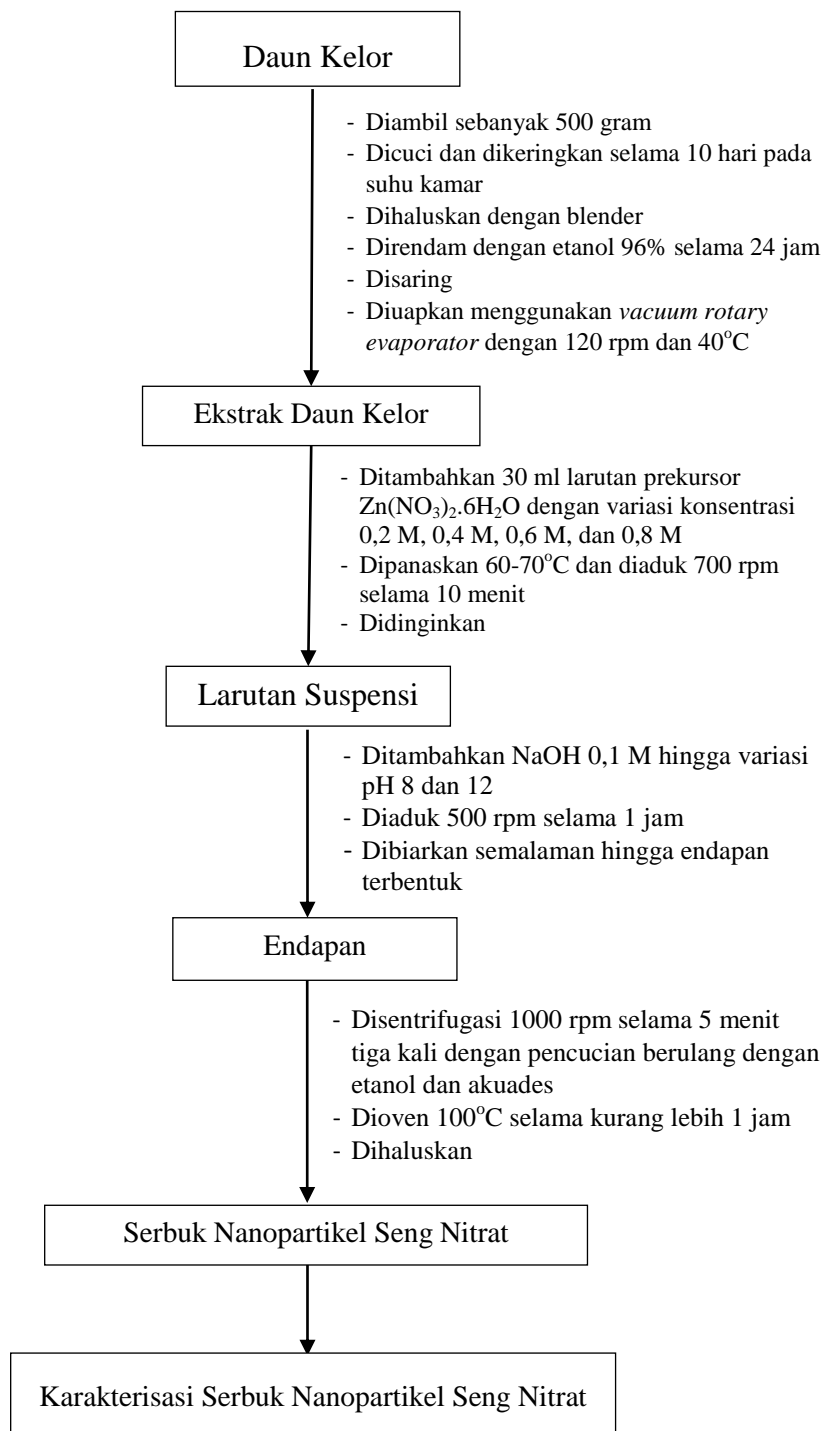 Daun Kelor
- Diambil sebanyak 500 gram
- Dicuci dan dikeringkan selama 10 hari pada
suhu kamar
- Dihaluskan dengan blender
- Direndam dengan etanol 96% selama 24 jam
- Disaring
- Diuapkan menggunakan vacuum rotary
evaporator dengan 120 rpm dan 40°C
Ekstrak Daun Kelor
- Ditambahkan 30 ml larutan prekursor
Zn(NO₃)₂.6H₂O dengan variasi konsentrasi
0,2 M, 0,4 M, 0,6 M, dan 0,8 M
- Dipanaskan 60-70°C dan diaduk 700 rpm
selama 10 menit
- Didinginkan
Larutan Suspensi
- Ditambahkan NaOH 0,1 M hingga variasi
pH 8 dan 12
- Diaduk 500 rpm selama 1 jam
- Dibiarkan semalaman hingga endapan
terbentuk
Endapan
- Disentrifugasi 1000 rpm selama 5 menit
tiga kali dengan pencucian berulang dengan
etanol dan akuades
- Dioven 100°C selama kurang lebih 1 jam
- Dihaluskan
Serbuk Nanopartikel Seng Nitrat
Karakterisasi Serbuk Nanopartikel Seng Nitrat